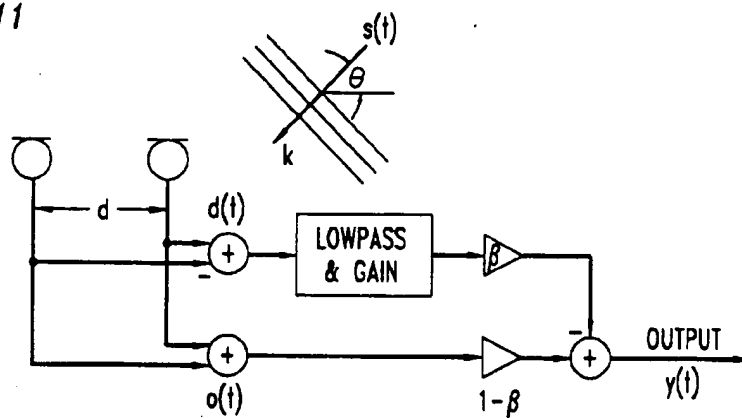 11
s(t)
θ
k
d
d(t)
+
-
LOWPASS
& GAIN
β
-
+
o(t)
1-β
+
OUTPUT
y(t)